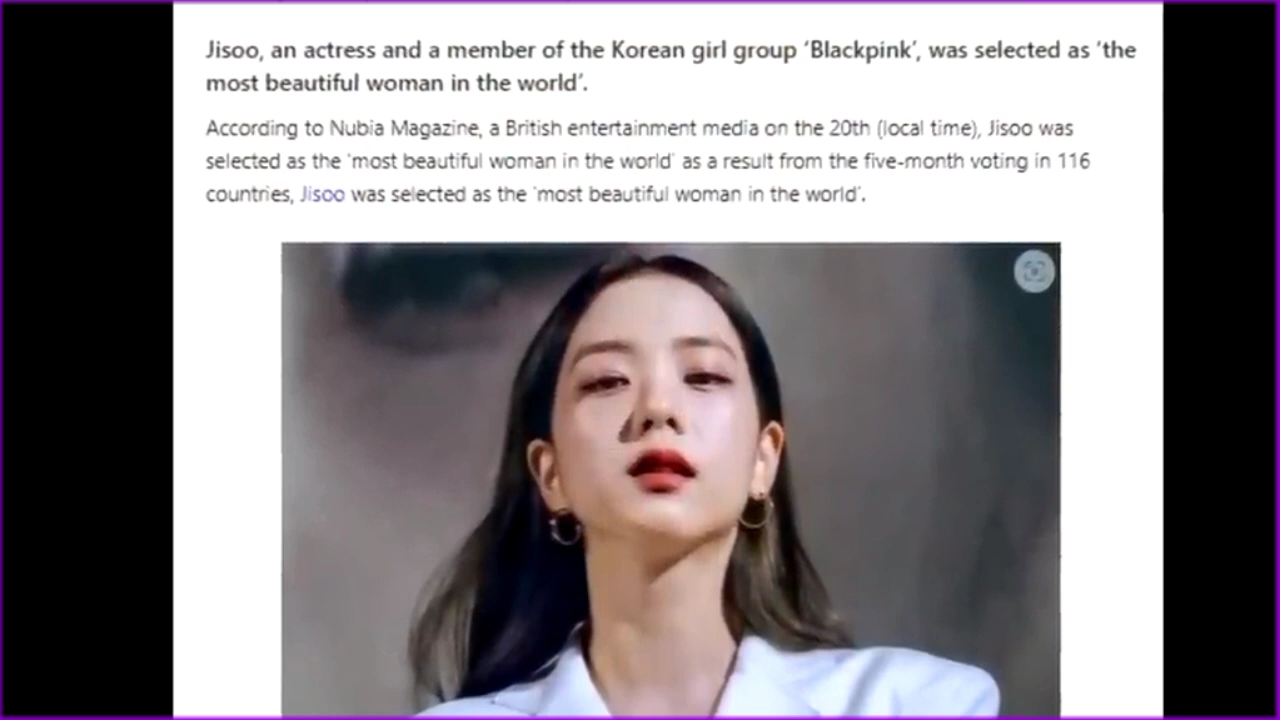 Jisoo, an actress and a member of the Korean girl group ‘Blackpink’, was selected as ‘the
most beautiful woman in the world’.
According to Nubia Magazine, a British entertainment media on the 20th (local time), Jisoo was
selected as the ‘most beautiful woman in the world’ as a result from the five-month voting in 116
countries, Jisoo was selected as the ‘most beautiful woman in the world’.